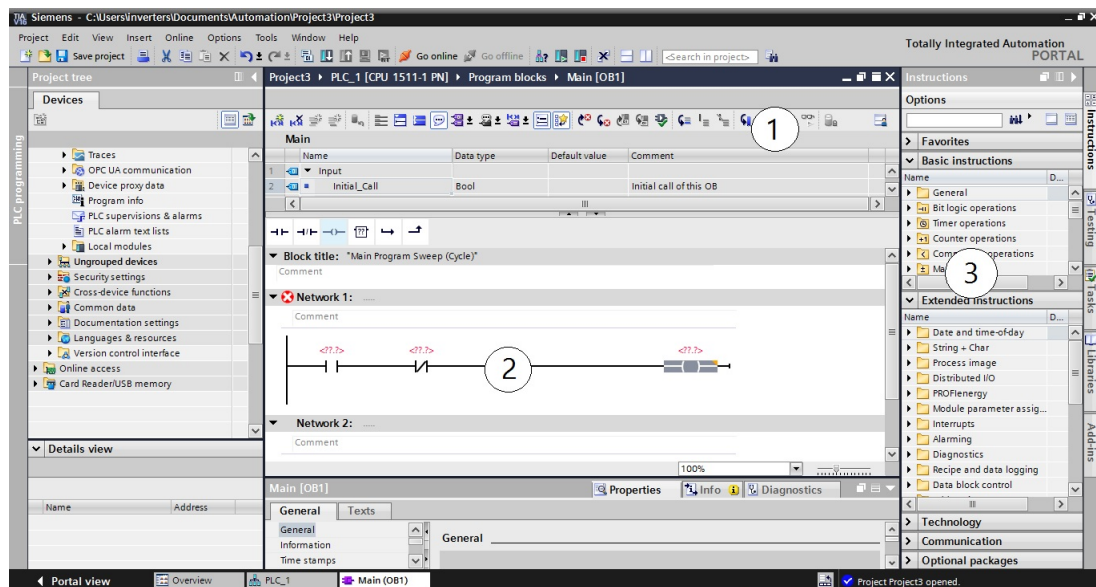 Siemens - C:\Users\inverters\Documents\Automation\Project3\Project3
Project Edit View Insert Online Options Tools Window Help
Save project Go online Go offline <Search in project>
Totally Integrated Automation
PORTAL
Project tree
Devices
PLC programming
Traces
OPC UA communication
Device proxy data
Program info
PLC supervisions & alarms
PLC alarm text lists
Local modules
Ungrouped devices
Security settings
Cross-device functions
Common data
Documentation settings
Languages & resources
Version control interface
Online access
Card Reader/USB memory
Details view
Name Address
Project3 PLC_1 [CPU 1511-1 PN] Program blocks Main [OB1]
1
Main
Name Data type Default value Comment
1 Input
2 Initial_Call Bool Initial call of this OB
Block title: "Main Program Sweep (Cycle)"
Comment
Network 1: .....
Comment
<??.?> <??.?> <??.?>
2
Network 2: .....
Comment
100%
Main [OB1]
Properties Info Diagnostics
General Texts
General
Information
Time stamps
General
Instructions
Options
Favorites
Basic instructions
Name D...
General
Bit logic operations
Timer operations
Counter operations
operations
3
Extended instructions
Name D...
Date and time-of-day
String + Char
Process image
Distributed I/O
PROFIenergy
Module parameter assig...
Interrupts
Alarming
Diagnostics
Recipe and data logging
Data block control
Technology
Communication
Optional packages
Instructions
Testing
Tasks
Libraries
Add-ins
Portal view Overview PLC_1 Main (OB1) Project Project3 opened.